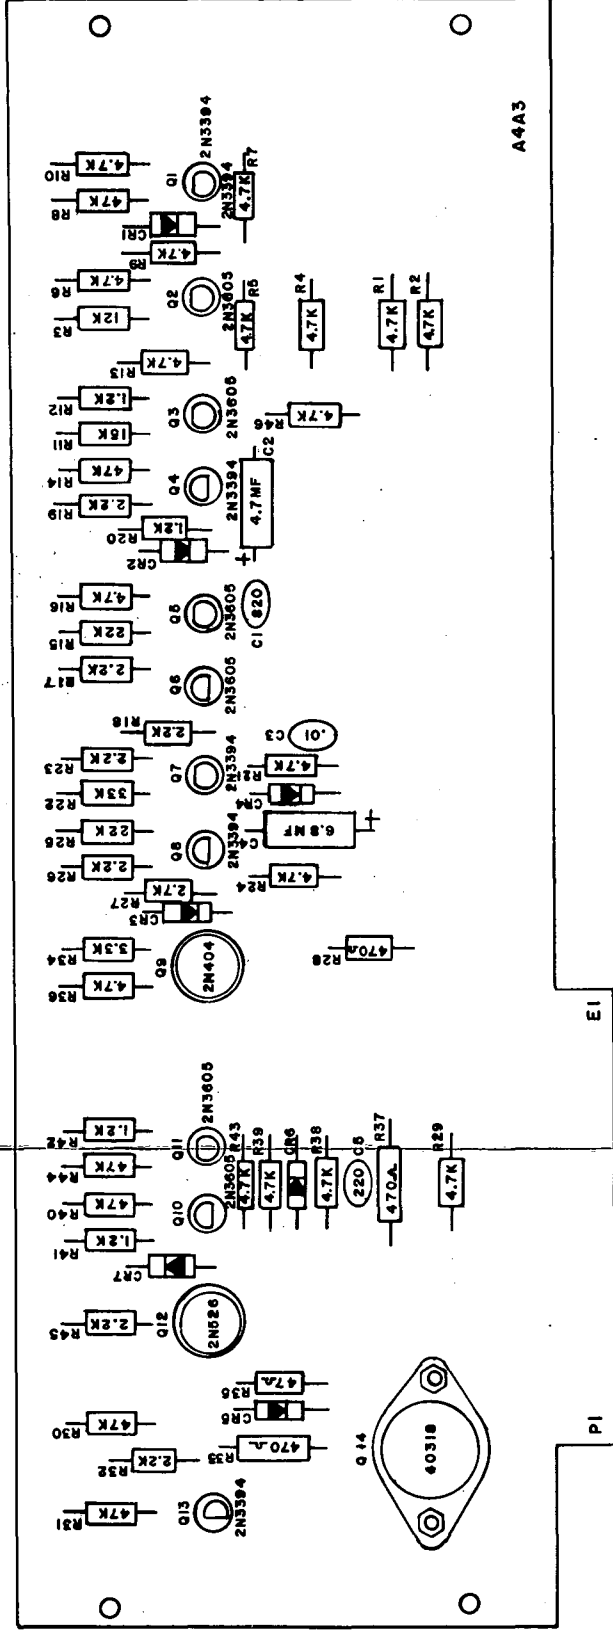 A4A3
2N3394
R10
4.7K
Q1
R7
4.7K
2N3394
R8
47K
CR1
R9
4.7K
R6
4.7K
Q2
2N3605
R5
4.7K
R4
4.7K
R1
4.7K
R2
4.7K
R3
12K
R13
4.7K
R12
1.2K
Q3
2N3605
R46
4.7K
R11
15K
C2
4.7MF
+
R14
47K
Q4
2N3394
R19
2.2K
R20
1.2K
CR2
R16
4.7K
Q5
2N3605
C1
820
R15
22K
R17
2.2K
Q6
2N3605
R18
2.2K
C3
.01
R23
2.2K
Q7
2N3394
R21
4.7K
R22
33K
CR4
R25
22K
C4
6.8MF
+
Q8
2N3394
R26
2.2K
R24
4.7K
R27
2.7K
CR3
R34
3.3K
Q9
2N404
R28
470Ω
R36
4.7K
E1
2N3605
R42
1.2K
Q11
R43
4.7K
R39
4.7K
CR6
R38
4.7K
C5
220
R37
470Ω
R29
4.7K
R44
47K
2N3605
R40
47K
Q10
R41
1.2K
CR7
R45
2.2K
Q12
2N526
R35
47Ω
CR5
R30
47K
R33
470Ω
Q14
40318
P1
R32
2.2K
R31
47K
Q13
2N3394